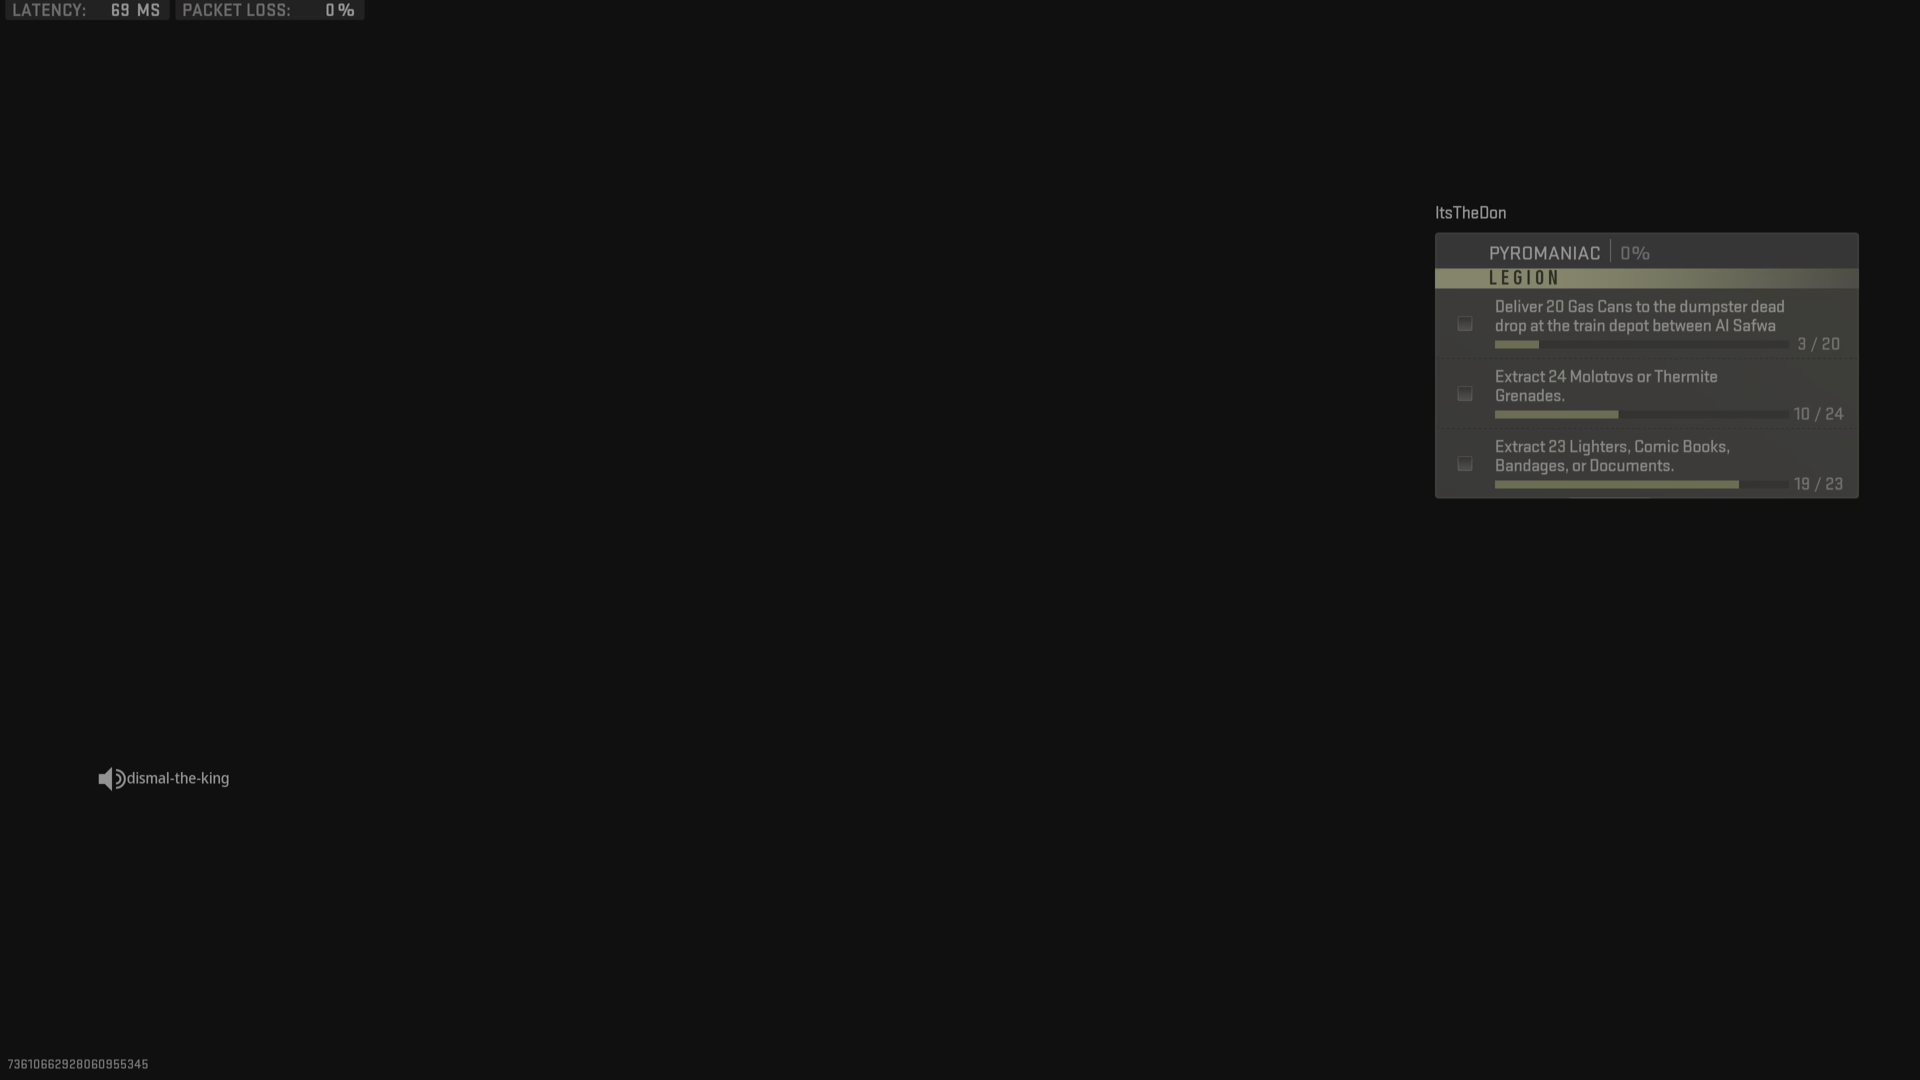 LATENCY: 69 MS PACKET LOSS: 0 %
ItsTheDon
PYROMANIAC 0%
LEGION
Deliver 20 Gas Cans to the dumpster dead
drop at the train depot between Al Safwa
3 / 20
Extract 24 Molotovs or Thermite
Grenades.
10 / 24
Extract 23 Lighters, Comic Books,
Bandages, or Documents.
19 / 23
dismal-the-king
73610662928060955345